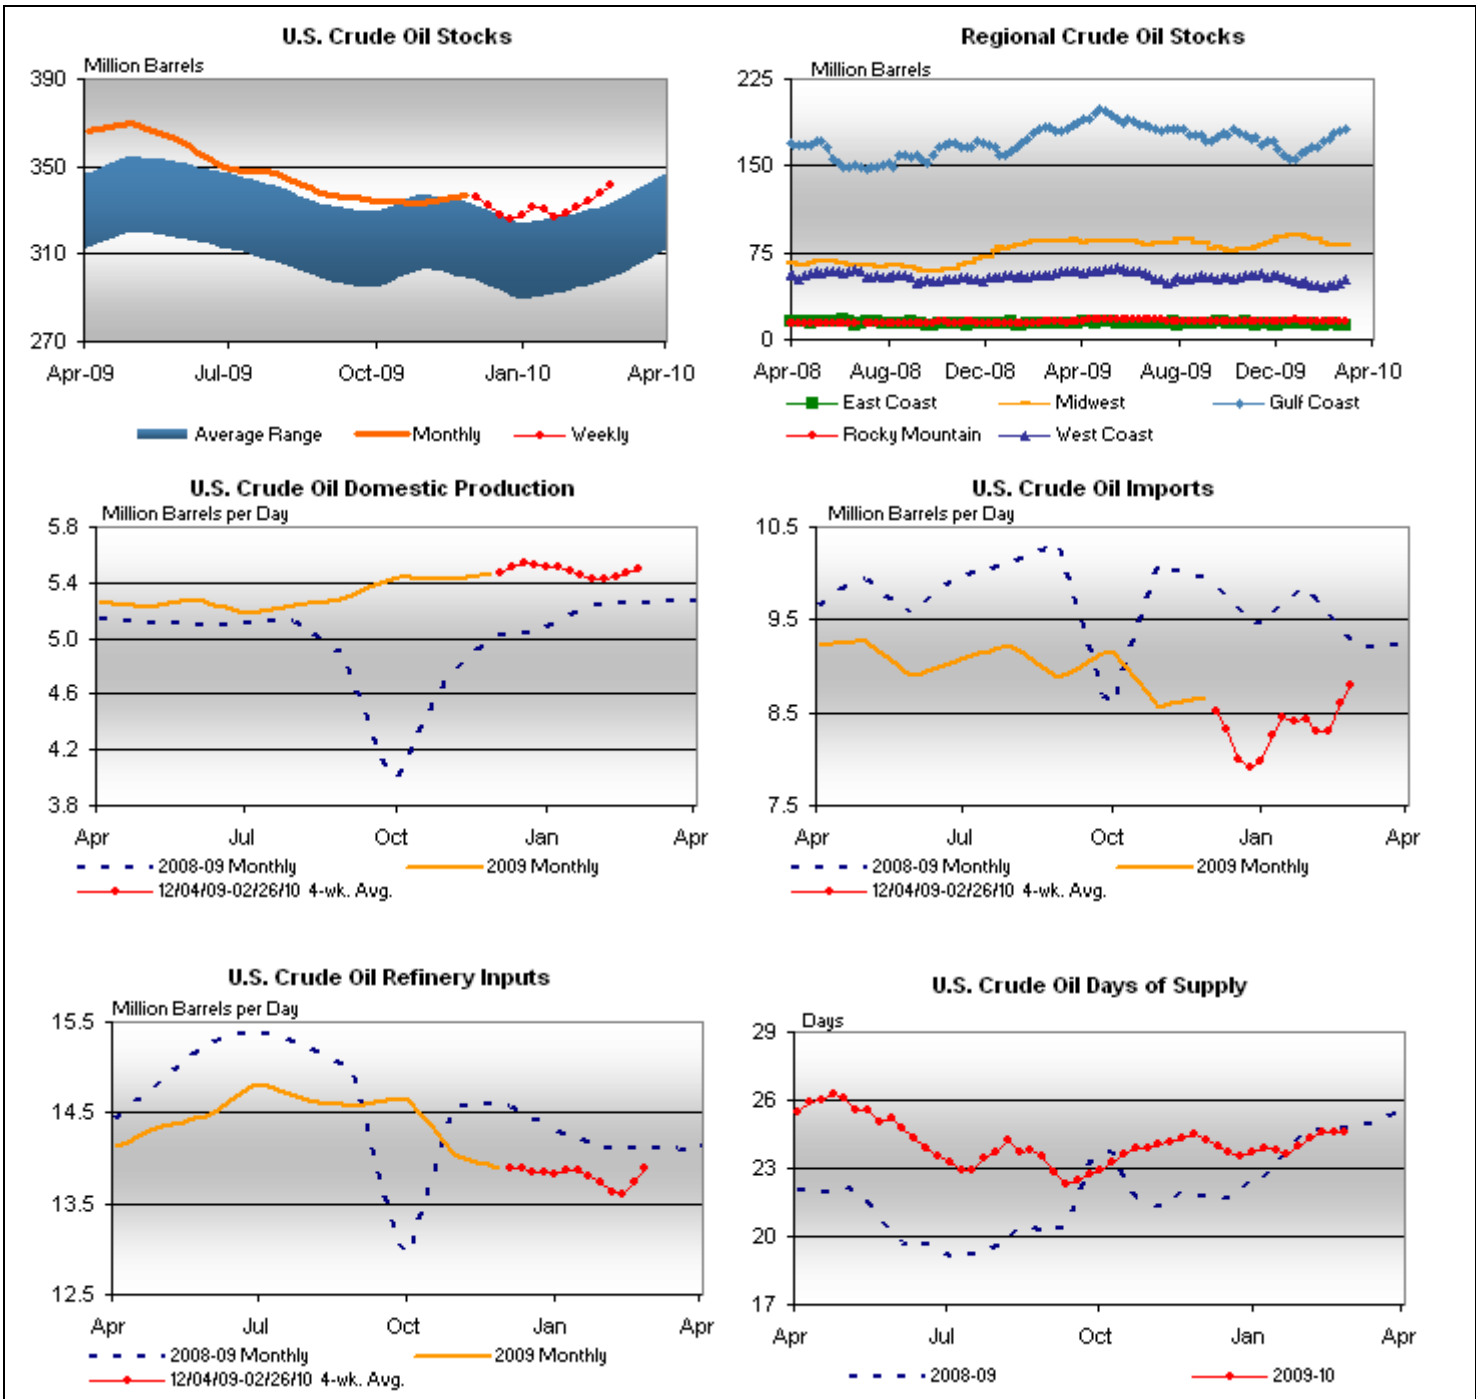 U.S. Crude Oil Stocks
Million Barrels
390
350
310
270
Apr-09 Jul-09 Oct-09 Jan-10 Apr-10
Average Range Monthly Weekly
Regional Crude Oil Stocks
Million Barrels
225
150
75
0
Apr-08 Aug-08 Dec-08 Apr-09 Aug-09 Dec-09 Apr-10
East Coast Midwest Gulf Coast
Rocky Mountain West Coast
U.S. Crude Oil Domestic Production
Million Barrels per Day
5.8
5.4
5.0
4.6
4.2
3.8
Apr Jul Oct Jan Apr
2008-09 Monthly 2009 Monthly
12/04/09-02/26/10 4-wk. Avg.
U.S. Crude Oil Imports
Million Barrels per Day
10.5
9.5
8.5
7.5
Apr Jul Oct Jan Apr
2008-09 Monthly 2009 Monthly
12/04/09-02/26/10 4-wk. Avg.
U.S. Crude Oil Refinery Inputs
Million Barrels per Day
15.5
14.5
13.5
12.5
Apr Jul Oct Jan Apr
2008-09 Monthly 2009 Monthly
12/04/09-02/26/10 4-wk. Avg.
U.S. Crude Oil Days of Supply
Days
29
26
23
20
17
Apr Jul Oct Jan Apr
2008-09 2009-10